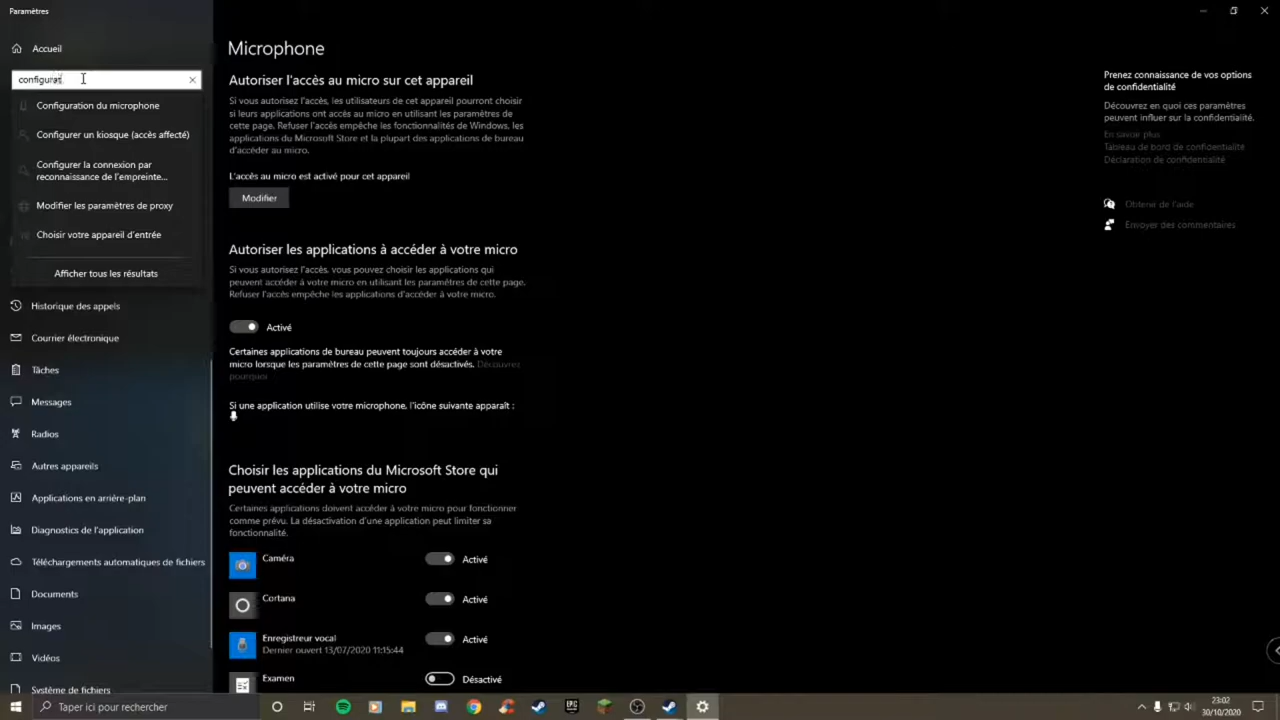 Paramètres
Accueil
configurat
Configuration du microphone
Configurer un kiosque (accès affecté)
Configurer la connexion par
reconnaissance de l'empreinte...
Modifier les paramètres de proxy
Choisir votre appareil d'entrée
Afficher tous les résultats
Historique des appels
Courrier électronique
Tâches
Messages
Radios
Autres appareils
Applications en arrière-plan
Diagnostics de l'application
Téléchargements automatiques de fichiers
Documents
Images
Vidéos
Système de fichiers
Microphone
Autoriser l'accès au micro sur cet appareil
Si vous autorisez l'accès, les utilisateurs de cet appareil pourront choisir
si leurs applications ont accès au micro en utilisant les paramètres de
cette page. Refuser l'accès empêche les fonctionnalités de Windows, les
applications du Microsoft Store et la plupart des applications de bureau
d'accéder au micro.
L'accès au micro est activé pour cet appareil
Modifier
Autoriser les applications à accéder à votre micro
Si vous autorisez l'accès, vous pouvez choisir les applications qui
peuvent accéder à votre micro en utilisant les paramètres de cette page.
Refuser l'accès empêche les applications d'accéder à votre micro.
Activé
Certaines applications de bureau peuvent toujours accéder à votre
micro lorsque les paramètres de cette page sont désactivés. Découvrez
pourquoi
Si une application utilise votre microphone, l'icône suivante apparaît :
Choisir les applications du Microsoft Store qui
peuvent accéder à votre micro
Certaines applications doivent accéder à votre micro pour fonctionner
comme prévu. La désactivation d'une application peut limiter sa
fonctionnalité.
Caméra
Activé
Cortana
Activé
Enregistreur vocal
Dernier ouvert 13/07/2020 11:15:44
Activé
Examen
Désactivé
Prenez connaissance de vos options
de confidentialité
Découvrez en quoi ces paramètres
peuvent influer sur la confidentialité.
En savoir plus
Tableau de bord de confidentialité
Déclaration de confidentialité
Obtenir de l'aide
Envoyer des commentaires
Taper ici pour rechercher
EPIC
23:02
30/10/2020